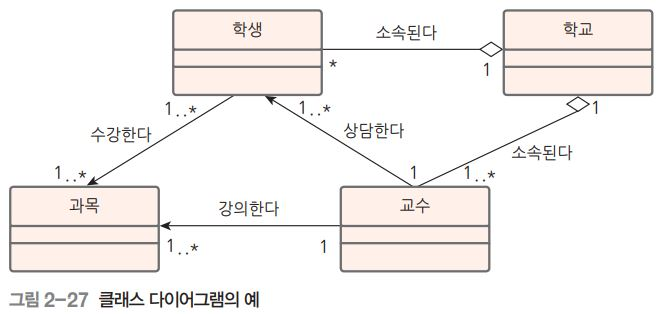 학생
소속된다
학교
*
1
1..*
1..*
1
수강한다
상담한다
소속된다
1..*
1
1..*
과목
강의한다
교수
1..*
1
그림 2-27 클래스 다이어그램의 예